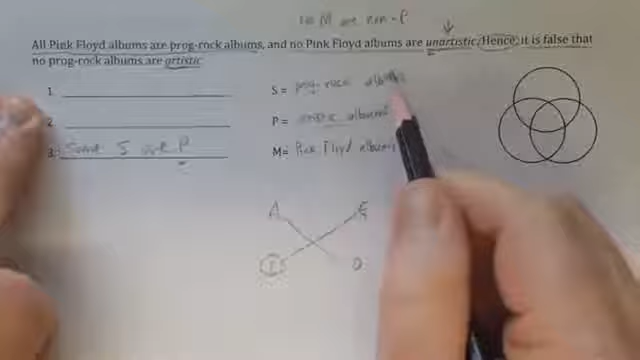 no M are non-P
All Pink Floyd albums are prog-rock albums, and no Pink Floyd albums are unartistic. Hence, it is false that
no prog-rock albums are artistic.
1.
S = prog-rock albums
2.
P = artistic albums
3. Some S are P
M= Pink Floyd albums
A E
I O